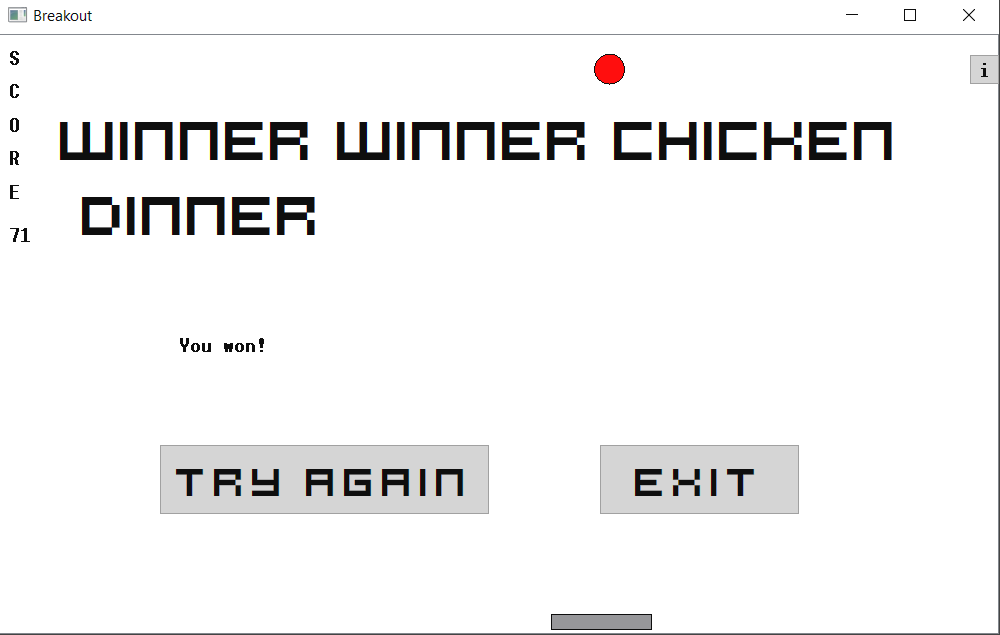 Breakout
S
C
O
R
E
71
i
WINNER WINNER CHICKEN
DINNER
You won!
TRY AGAIN
EXIT